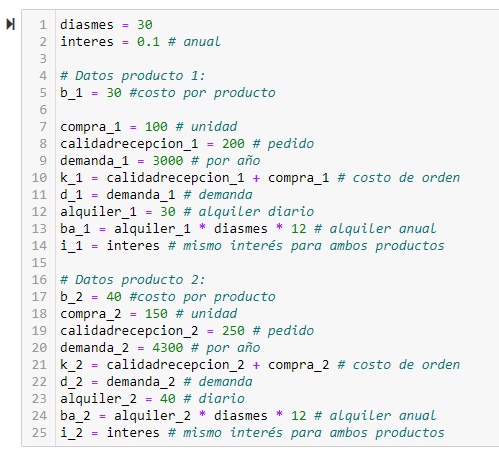 1 diasmes = 30
2 interes = 0.1 # anual
3
4 # Datos producto 1:
5 b_1 = 30 #costo por producto
6
7 compra_1 = 100 # unidad
8 calidadrecepcion_1 = 200 # pedido
9 demanda_1 = 3000 # por año
10 k_1 = calidadrecepcion_1 + compra_1 # costo de orden
11 d_1 = demanda_1 # demanda
12 alquiler_1 = 30 # alquiler diario
13 ba_1 = alquiler_1 * diasmes * 12 # alquiler anual
14 i_1 = interes # mismo interés para ambos productos
15
16 # Datos producto 2:
17 b_2 = 40 #costo por producto
18 compra_2 = 150 # unidad
19 calidadrecepcion_2 = 250 # pedido
20 demanda_2 = 4300 # por año
21 k_2 = calidadrecepcion_2 + compra_2 # costo de orden
22 d_2 = demanda_2 # demanda
23 alquiler_2 = 40 # diario
24 ba_2 = alquiler_2 * diasmes * 12 # alquiler anual
25 i_2 = interes # mismo interés para ambos productos